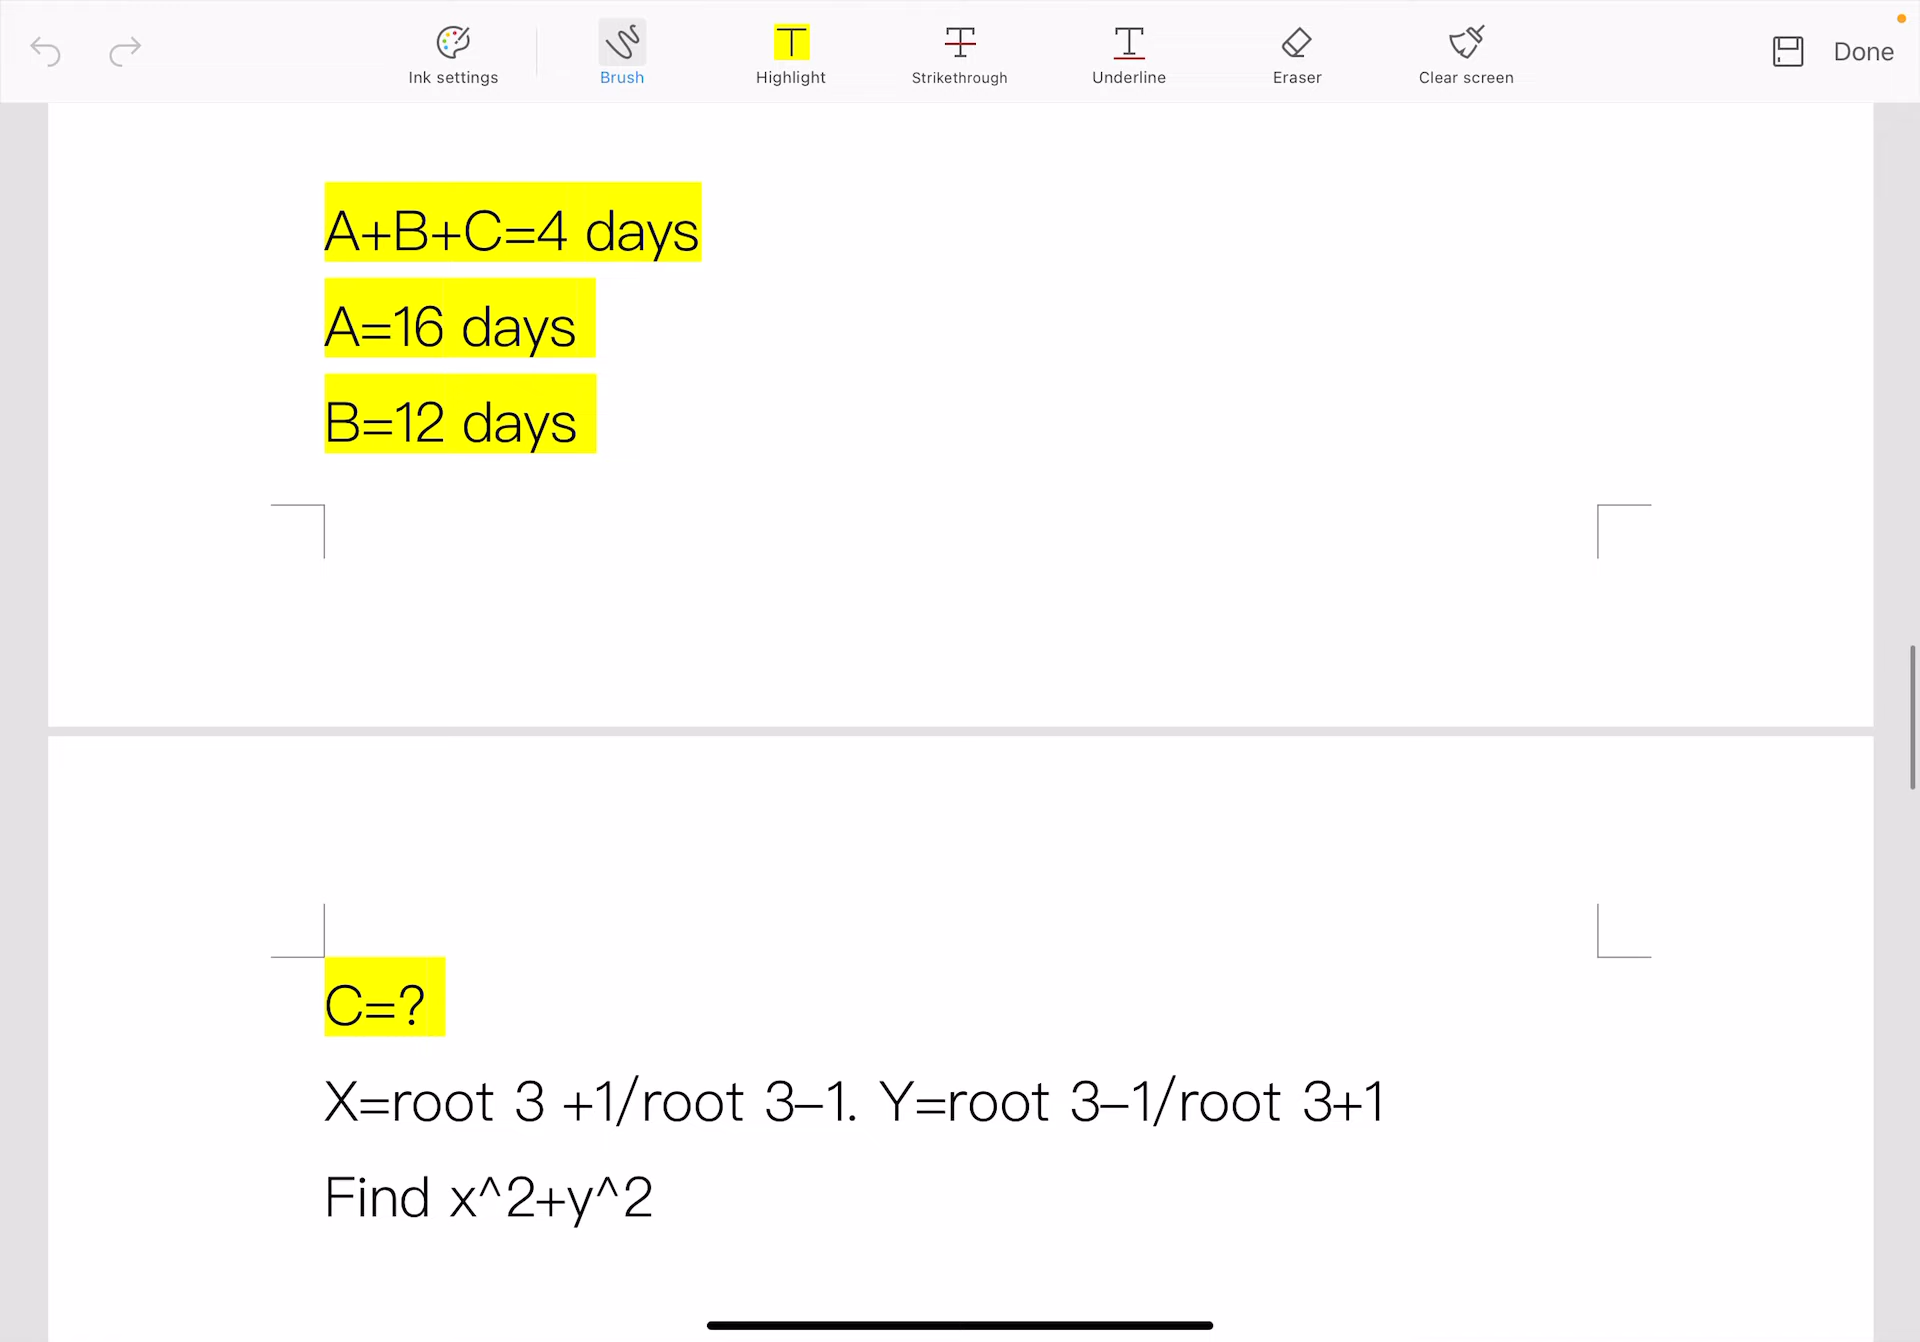 Ink settings
Brush
Highlight
Strikethrough
Underline
Eraser
Clear screen
Done
A+B+C=4 days
A=16 days
B=12 days
C=?
X=root 3 +1/root 3–1. Y=root 3–1/root 3+1
Find x^2+y^2